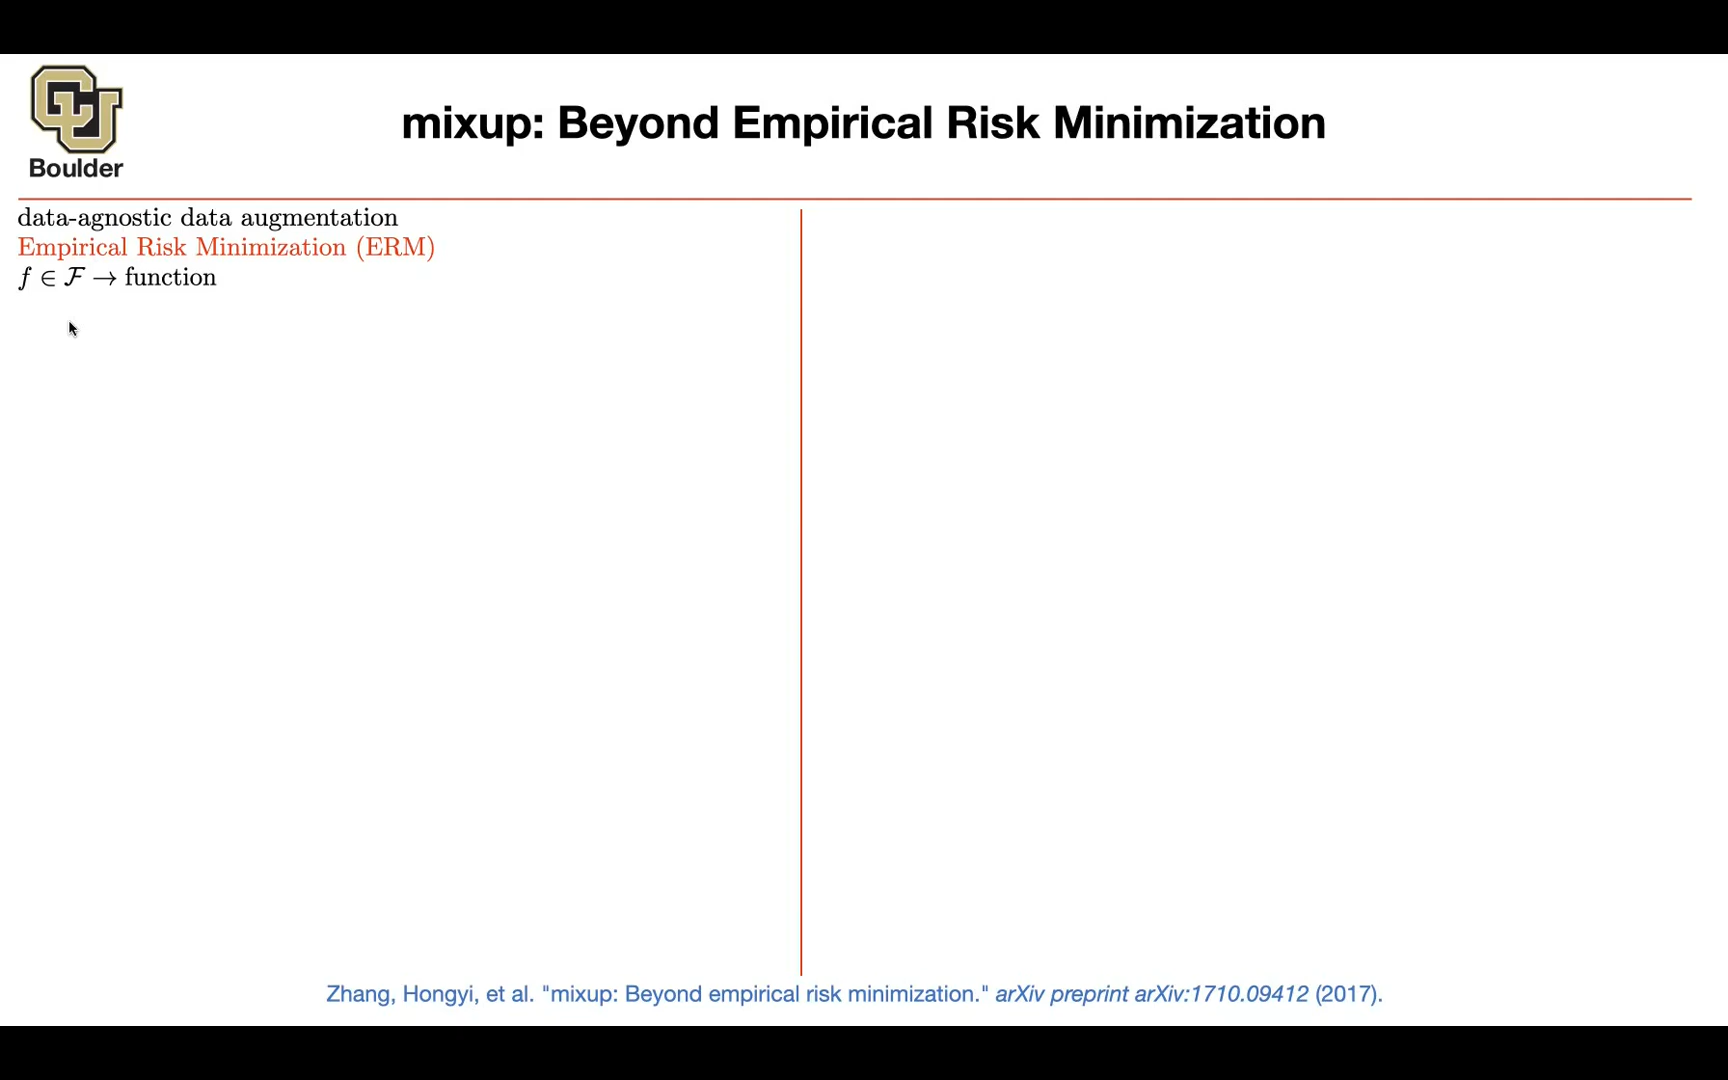 CU
Boulder
mixup: Beyond Empirical Risk Minimization
data-agnostic data augmentation
Empirical Risk Minimization (ERM)
f ∈ ℱ → function
Zhang, Hongyi, et al. "mixup: Beyond empirical risk minimization." arXiv preprint arXiv:1710.09412 (2017).